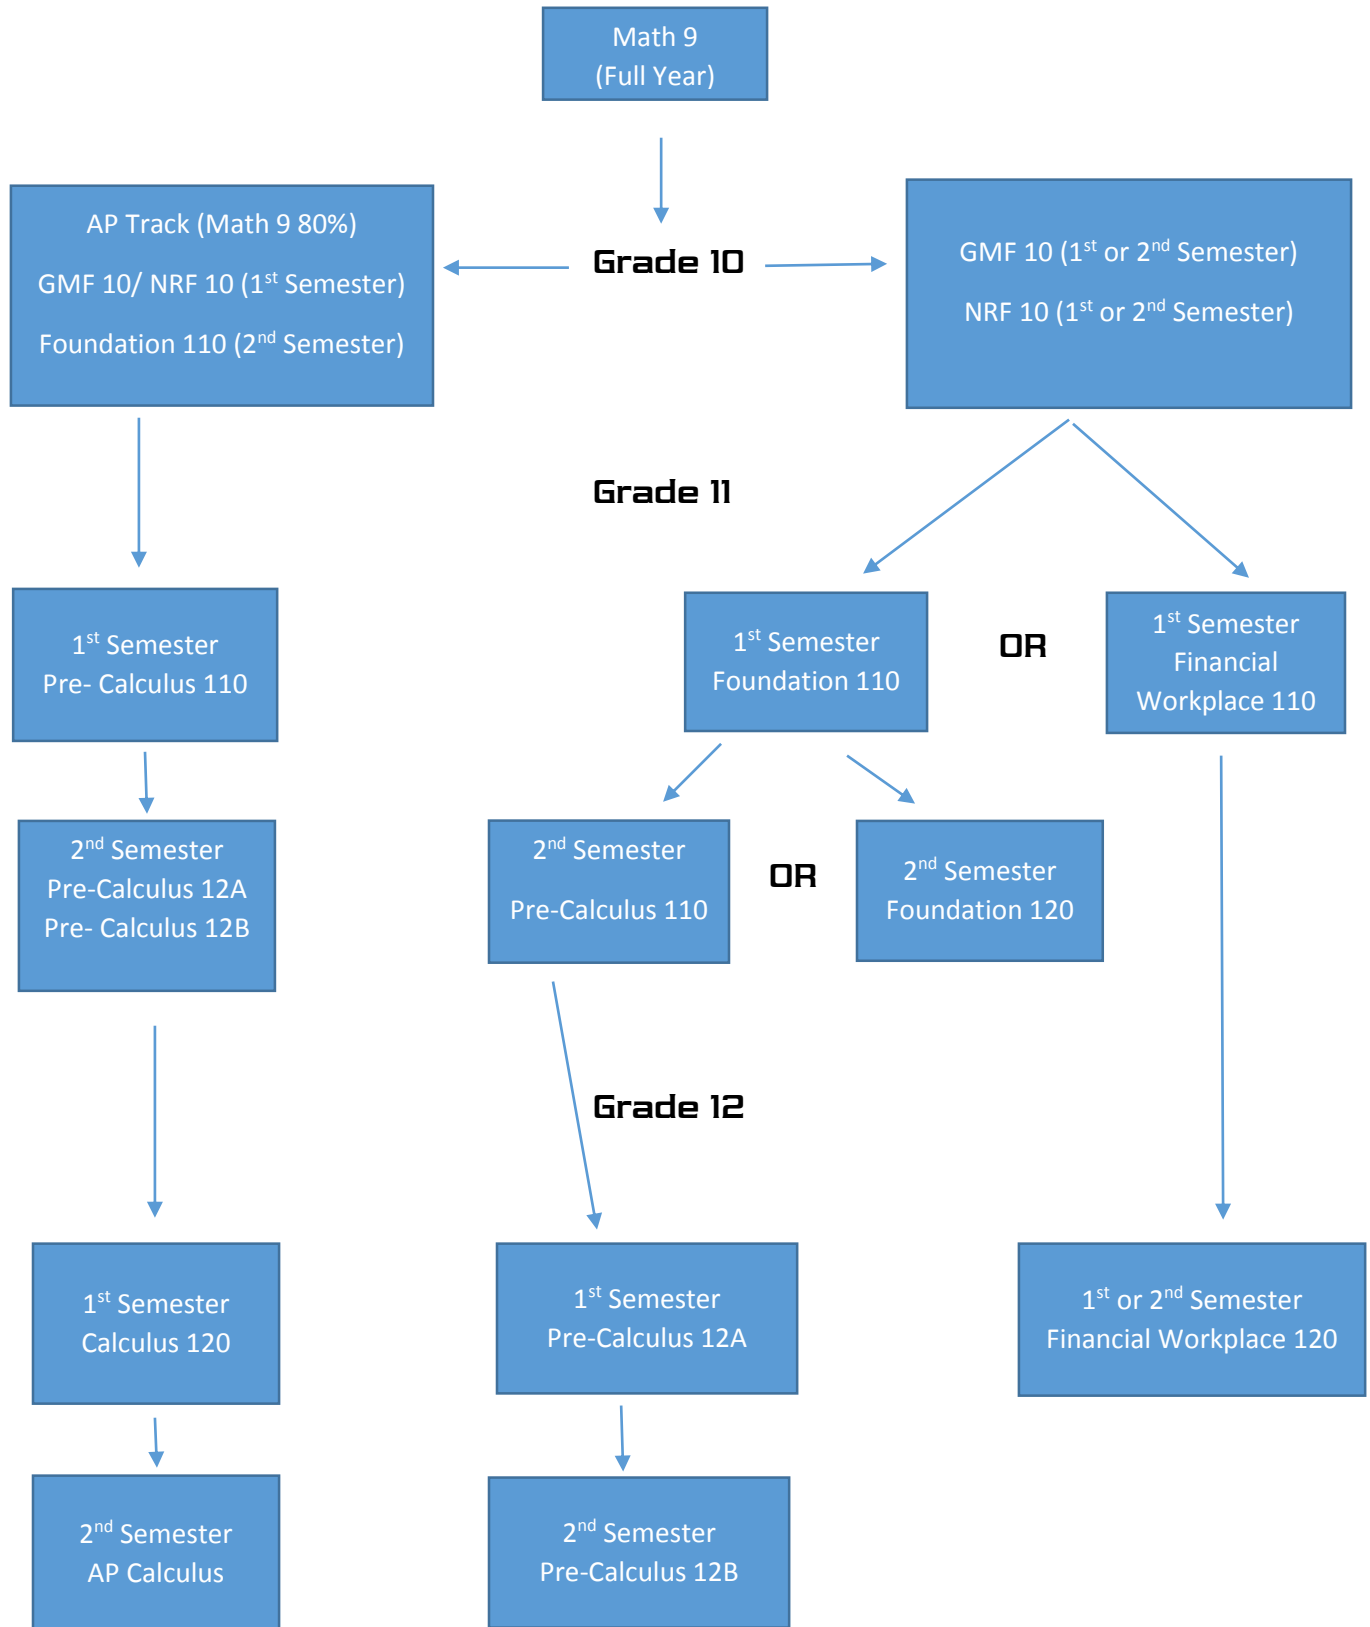 Math 9
(Full Year)
AP Track (Math 9 80%)
GMF 10/ NRF 10 (1st Semester)
Foundation 110 (2nd Semester)
Grade 10
GMF 10 (1st or 2nd Semester)
NRF 10 (1st or 2nd Semester)
Grade 11
1st Semester
Pre- Calculus 110
1st Semester
Foundation 110
OR
1st Semester
Financial
Workplace 110
2nd Semester
Pre-Calculus 12A
Pre- Calculus 12B
2nd Semester
Pre-Calculus 110
OR
2nd Semester
Foundation 120
Grade 12
1st Semester
Calculus 120
1st Semester
Pre-Calculus 12A
1st or 2nd Semester
Financial Workplace 120
2nd Semester
AP Calculus
2nd Semester
Pre-Calculus 12B